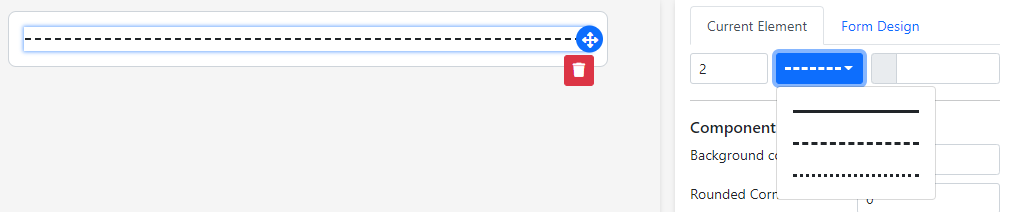 Current Element
Form Design
2
Component
Background co
Rounded Corn
0